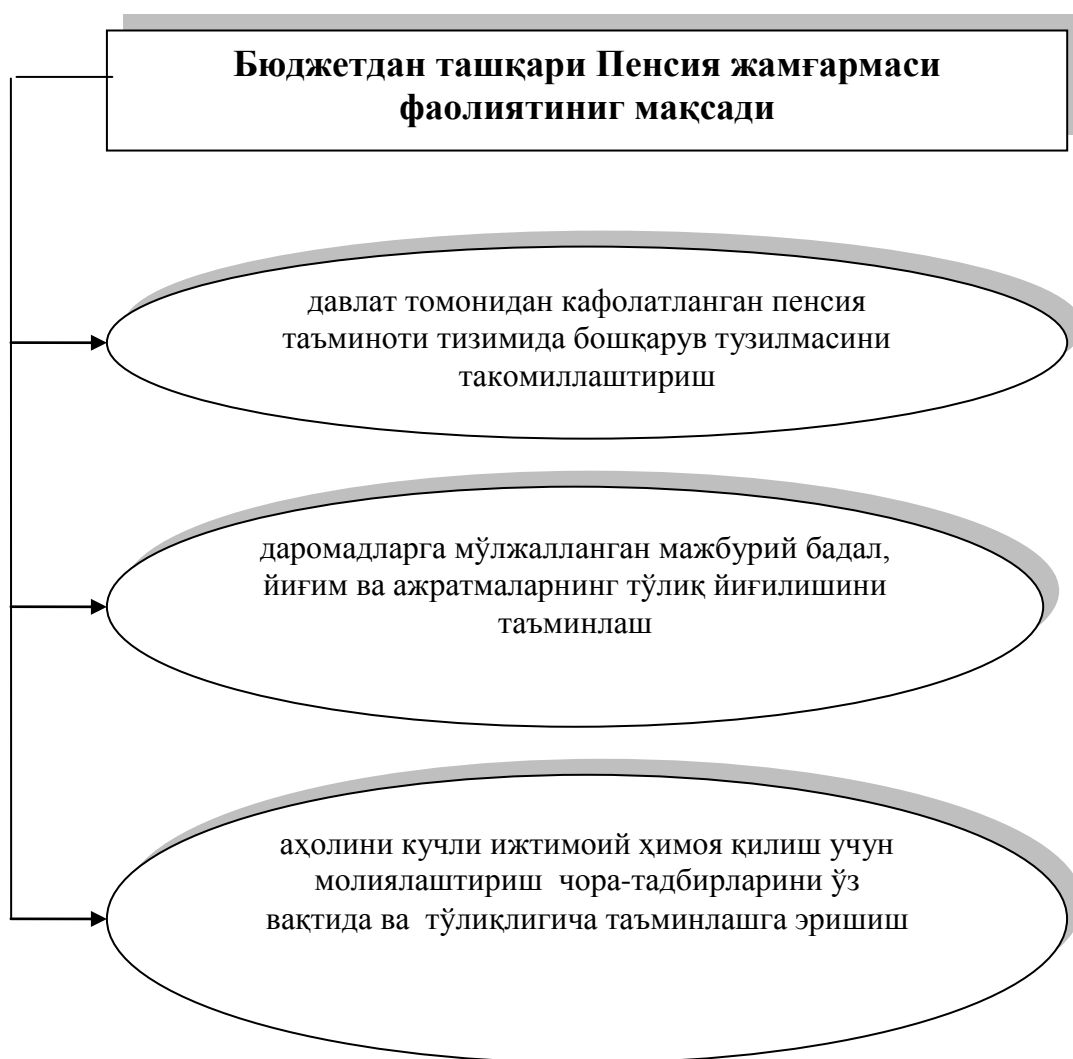 Бюджетдан ташқари Пенсия жамғармаси
фаолиятиниг мақсади
давлат томонидан кафолатланган пенсия
таъминоти тизимида бошқарув тузилмасини
такомиллаштириш
даромадларга мўлжалланган мажбурий бадал,
йиғим ва ажратмаларнинг тўлиқ йиғилишини
таъминлаш
аҳолини кучли ижтимоий ҳимоя қилиш учун
молиялаштириш чора-тадбирларини ўз
вақтида ва тўлиқлигича таъминлашга эришиш